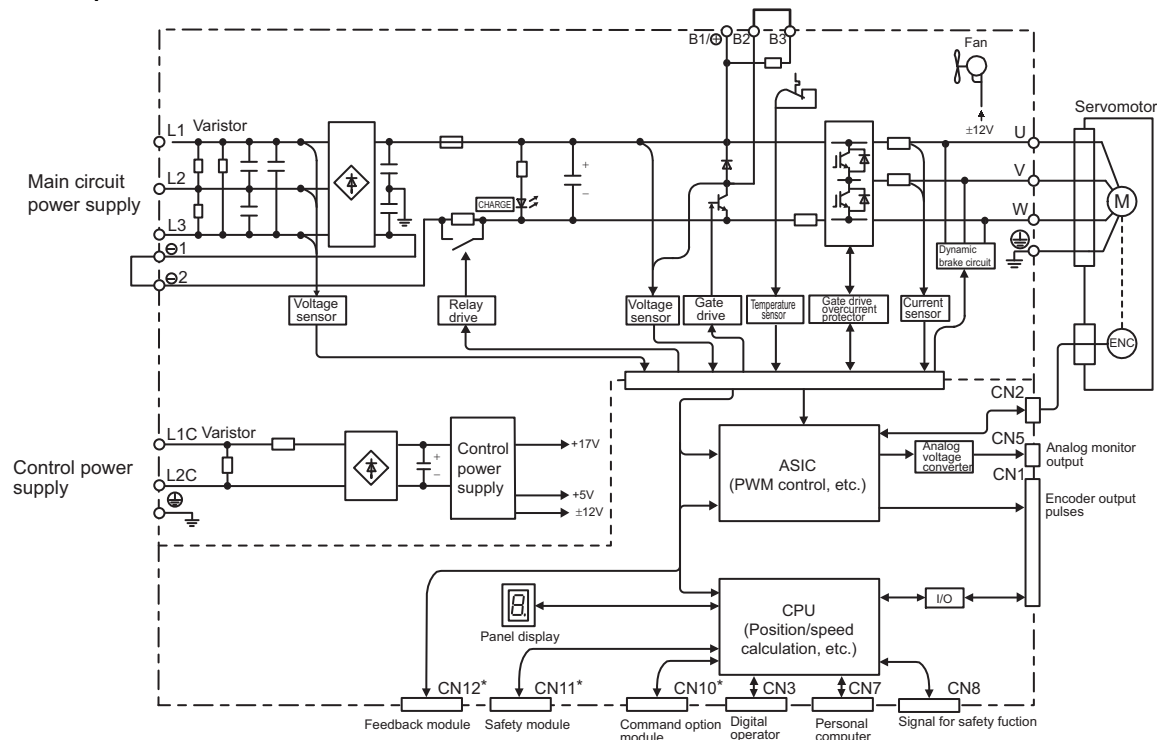 B1/⊕ B2 B3
Fan
±12V
Servomotor
L1 Varistor
L2
L3
⊖1
⊖2
Main circuit
power supply
CHARGE
U
V
W
M
ENC
Dynamic
brake circuit
Voltage
sensor
Relay
drive
Voltage
sensor
Gate
drive
Temperature
sensor
Gate drive
overcurrent
protector
Current
sensor
+
–
L1C Varistor
L2C
Control power
supply
+
–
Control
power
supply
+17V
+5V
±12V
ASIC
(PWM control, etc.)
Analog
voltage
converter
CN2
CN5
Analog monitor
output
CN1
Encoder output
pulses
CPU
(Position/speed
calculation, etc.)
I/O
8.
Panel display
CN12*
CN11*
CN10*
CN3
CN7
CN8
Feedback module
Safety module
Command option
module
Digital
operator
Personal
computer
Signal for safety fuction